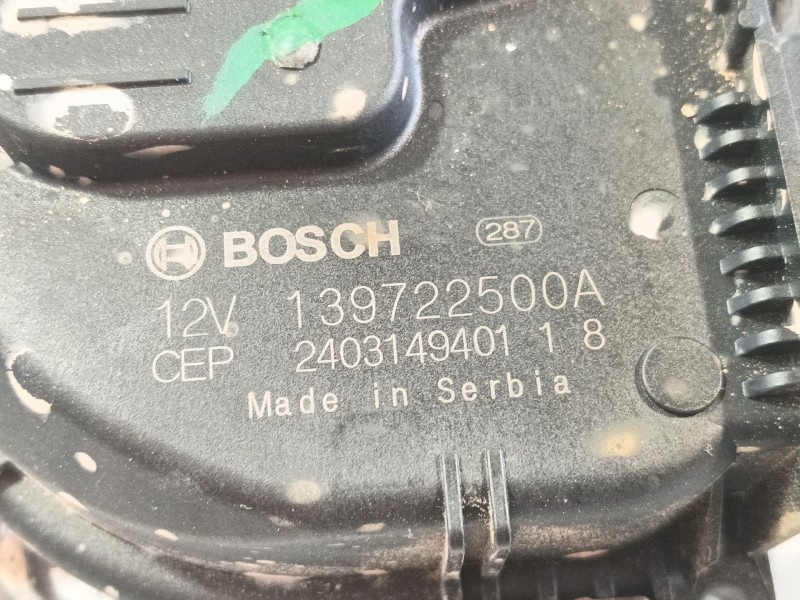 BOSCH 287
12V 139722500A
CEP 2403149401 1 8
Made in Serbia